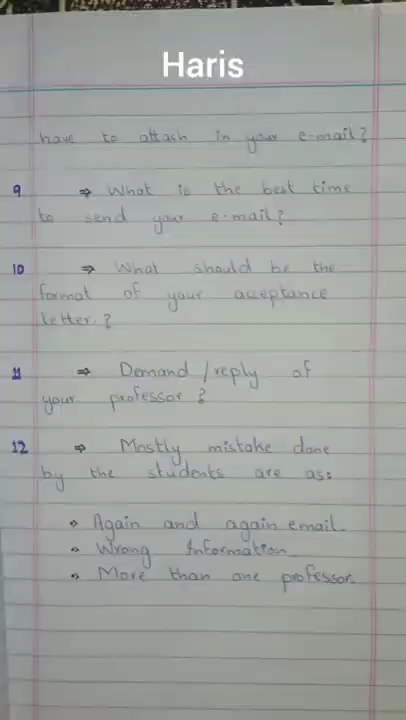 Haris
have to attach in your e-mail?
9 ⇒ What is the best time
to send your e-mail?
10 ⇒ What should be the
format of your acceptance
letter.?
11 ⇒ Demand/reply of
your professor?
12 ⇒ Mostly mistake done
by the students are as:
Again and again email.
Wrong Information.
More than one professor.